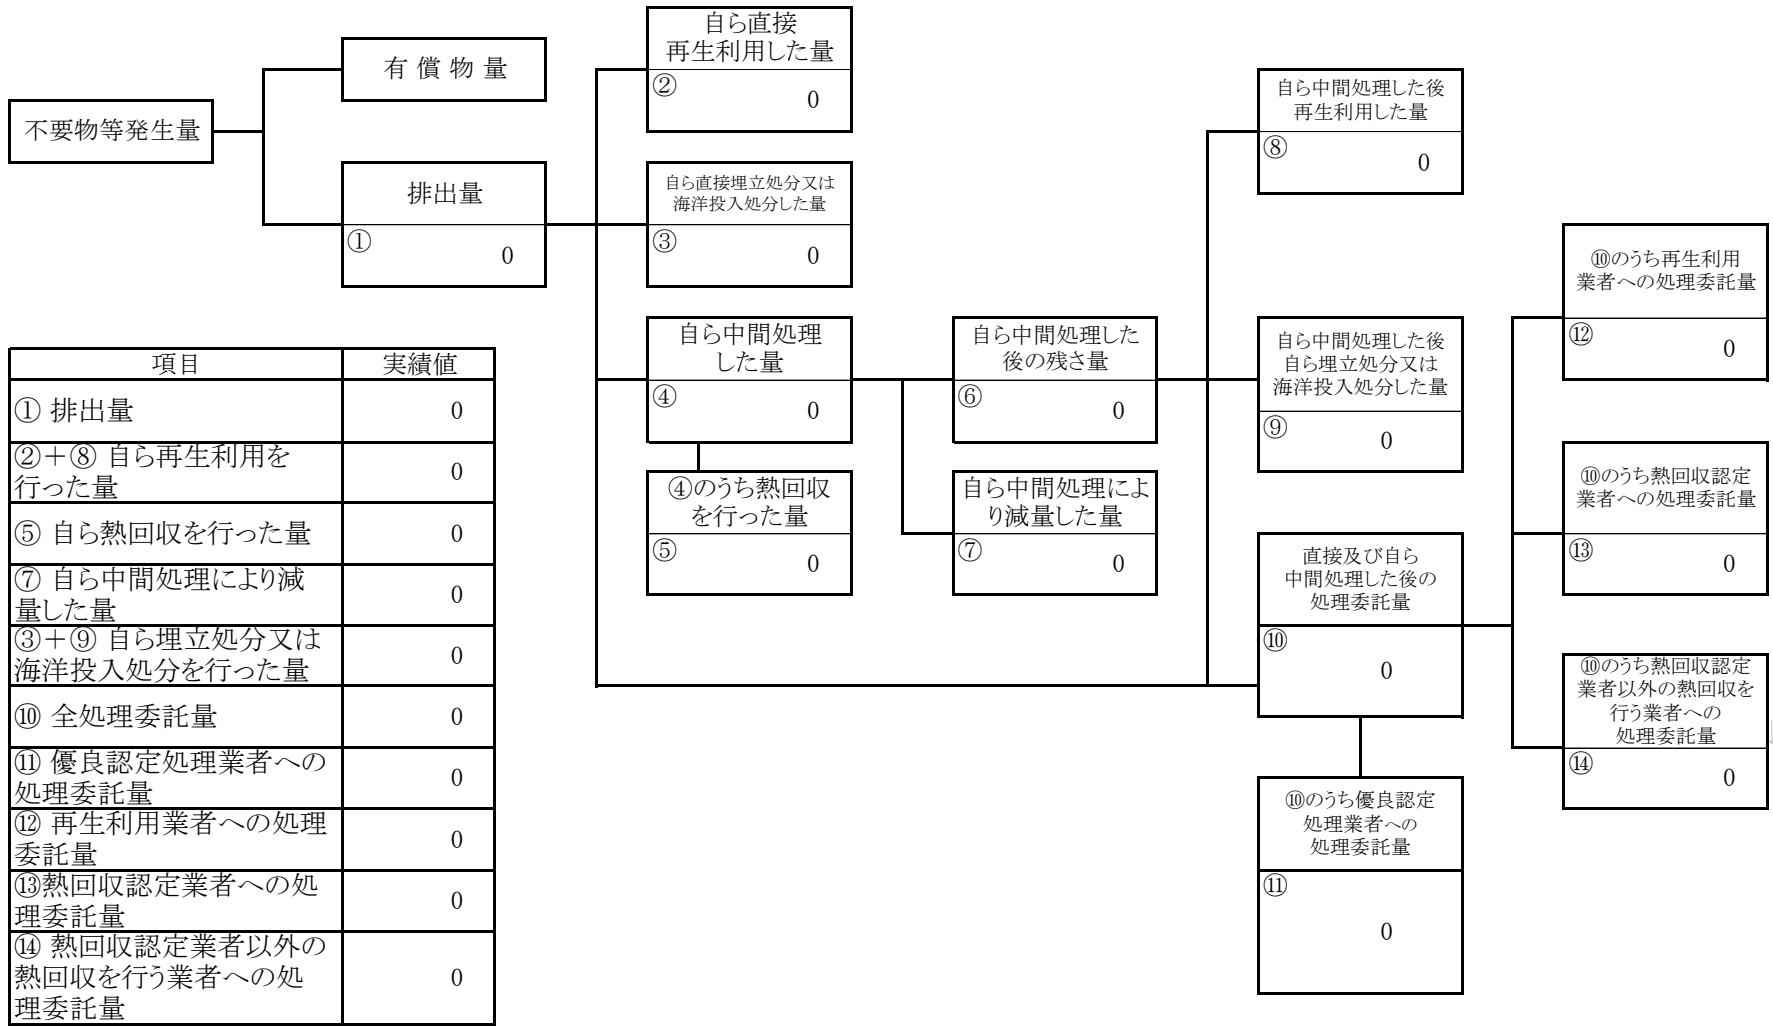 不要物等発生量
有 償 物 量
排出量
①
0
自ら直接
再生利用した量
②
0
自ら直接埋立処分又は
海洋投入処分した量
③
0
自ら中間処理
した量
④
0
④のうち熱回収
を行った量
⑤
0
自ら中間処理した
後の残さ量
⑥
0
自ら中間処理によ
り減量した量
⑦
0
自ら中間処理した後
再生利用した量
⑧
0
自ら中間処理した後
自ら埋立処分又は
海洋投入処分した量
⑨
0
直接及び自ら
中間処理した後の
処理委託量
⑩
0
⑩のうち優良認定
処理業者への
処理委託量
⑪
0
⑩のうち再生利用
業者への処理委託量
⑫
0
⑩のうち熱回収認定
業者への処理委託量
⑬
0
⑩のうち熱回収認定
業者以外の熱回収を
行う業者への
処理委託量
⑭
0
項目 実績値
① 排出量 0
②＋⑧ 自ら再生利用を
行った量 0
⑤ 自ら熱回収を行った量 0
⑦ 自ら中間処理により減
量した量 0
③＋⑨ 自ら埋立処分又は
海洋投入処分を行った量 0
⑩ 全処理委託量 0
⑪ 優良認定処理業者への
処理委託量 0
⑫ 再生利用業者への処理
委託量 0
⑬熱回収認定業者への処
理委託量 0
⑭ 熱回収認定業者以外の
熱回収を行う業者への処
理委託量 0